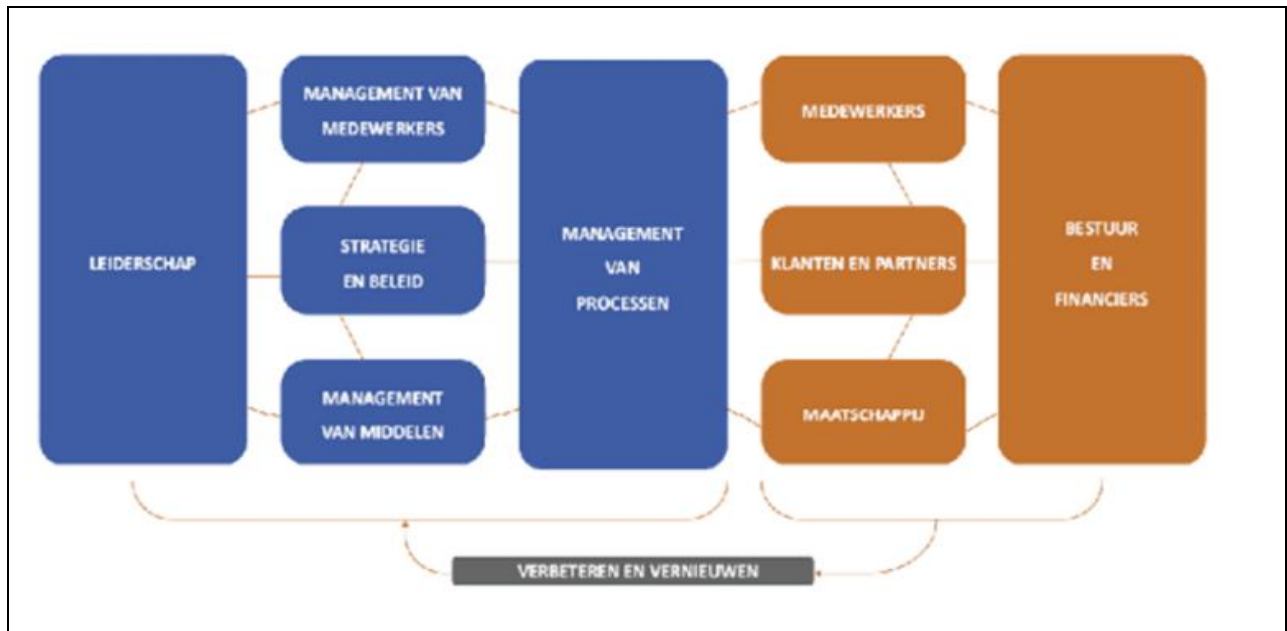 LEIDERSCHAP
MANAGEMENT VAN
MEDEWERKERS
STRATEGIE
EN BELEID
MANAGEMENT
VAN MIDDELEN
MANAGEMENT
VAN
PROCESSEN
MEDEWERKERS
KLANTEN EN PARTNERS
MAATSCHAPPIJ
BESTUUR
EN
FINANCIERS
VERBETEREN EN VERNIEUWEN